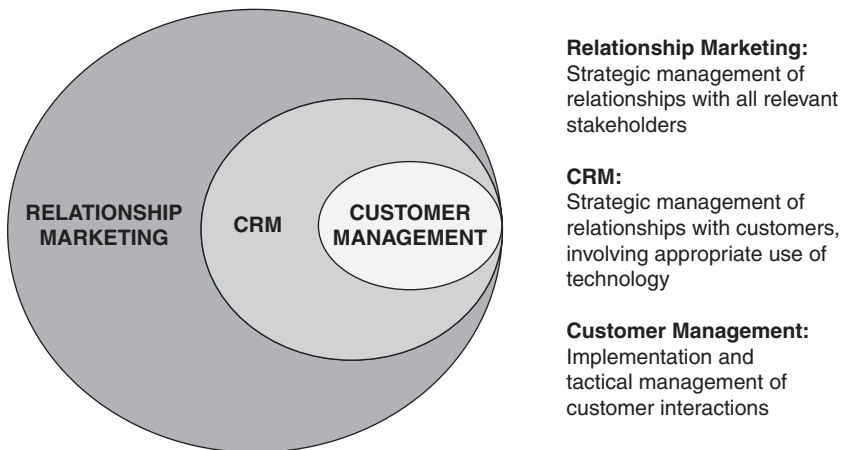 RELATIONSHIP
MARKETING
CRM
CUSTOMER
MANAGEMENT
Relationship Marketing:
Strategic management of
relationships with all relevant
stakeholders
CRM:
Strategic management of
relationships with customers,
involving appropriate use of
technology
Customer Management:
Implementation and
tactical management of
customer interactions